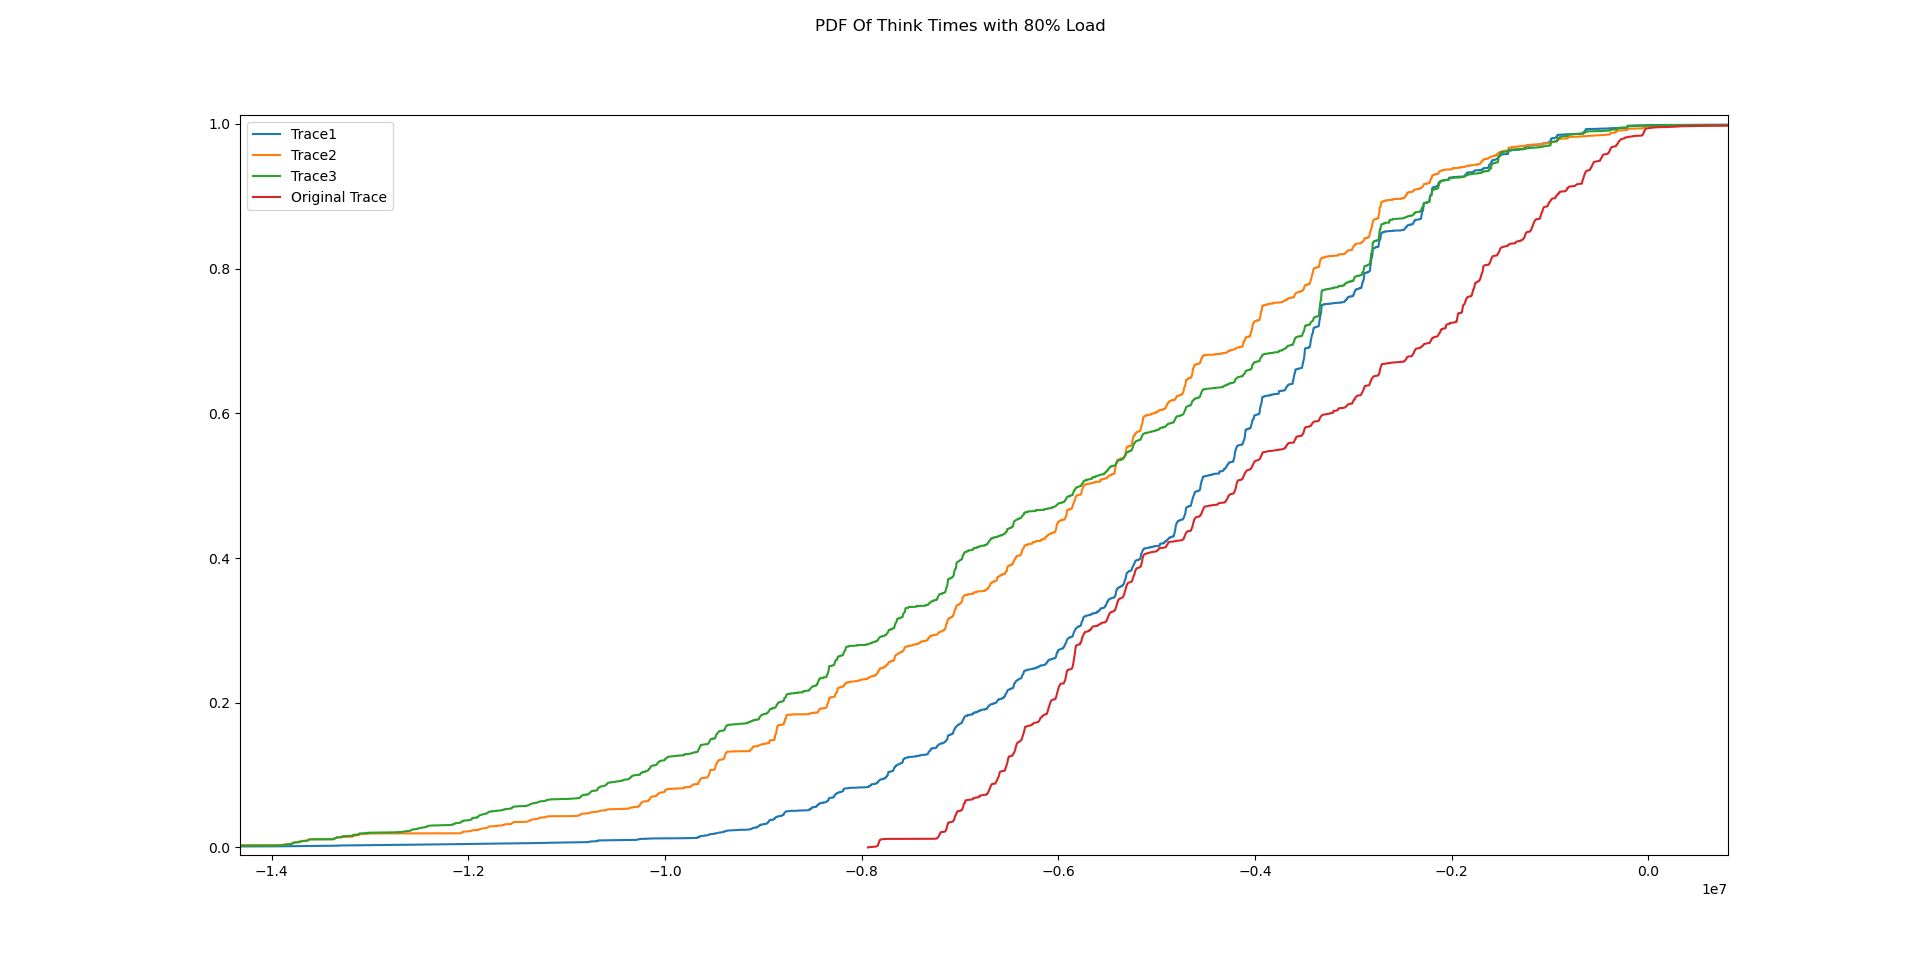 PDF Of Think Times with 80% Load
Trace1
Trace2
Trace3
Original Trace
1.0
0.8
0.6
0.4
0.2
0.0
−1.4 −1.2 −1.0 −0.8 −0.6 −0.4 −0.2 0.0
1e7